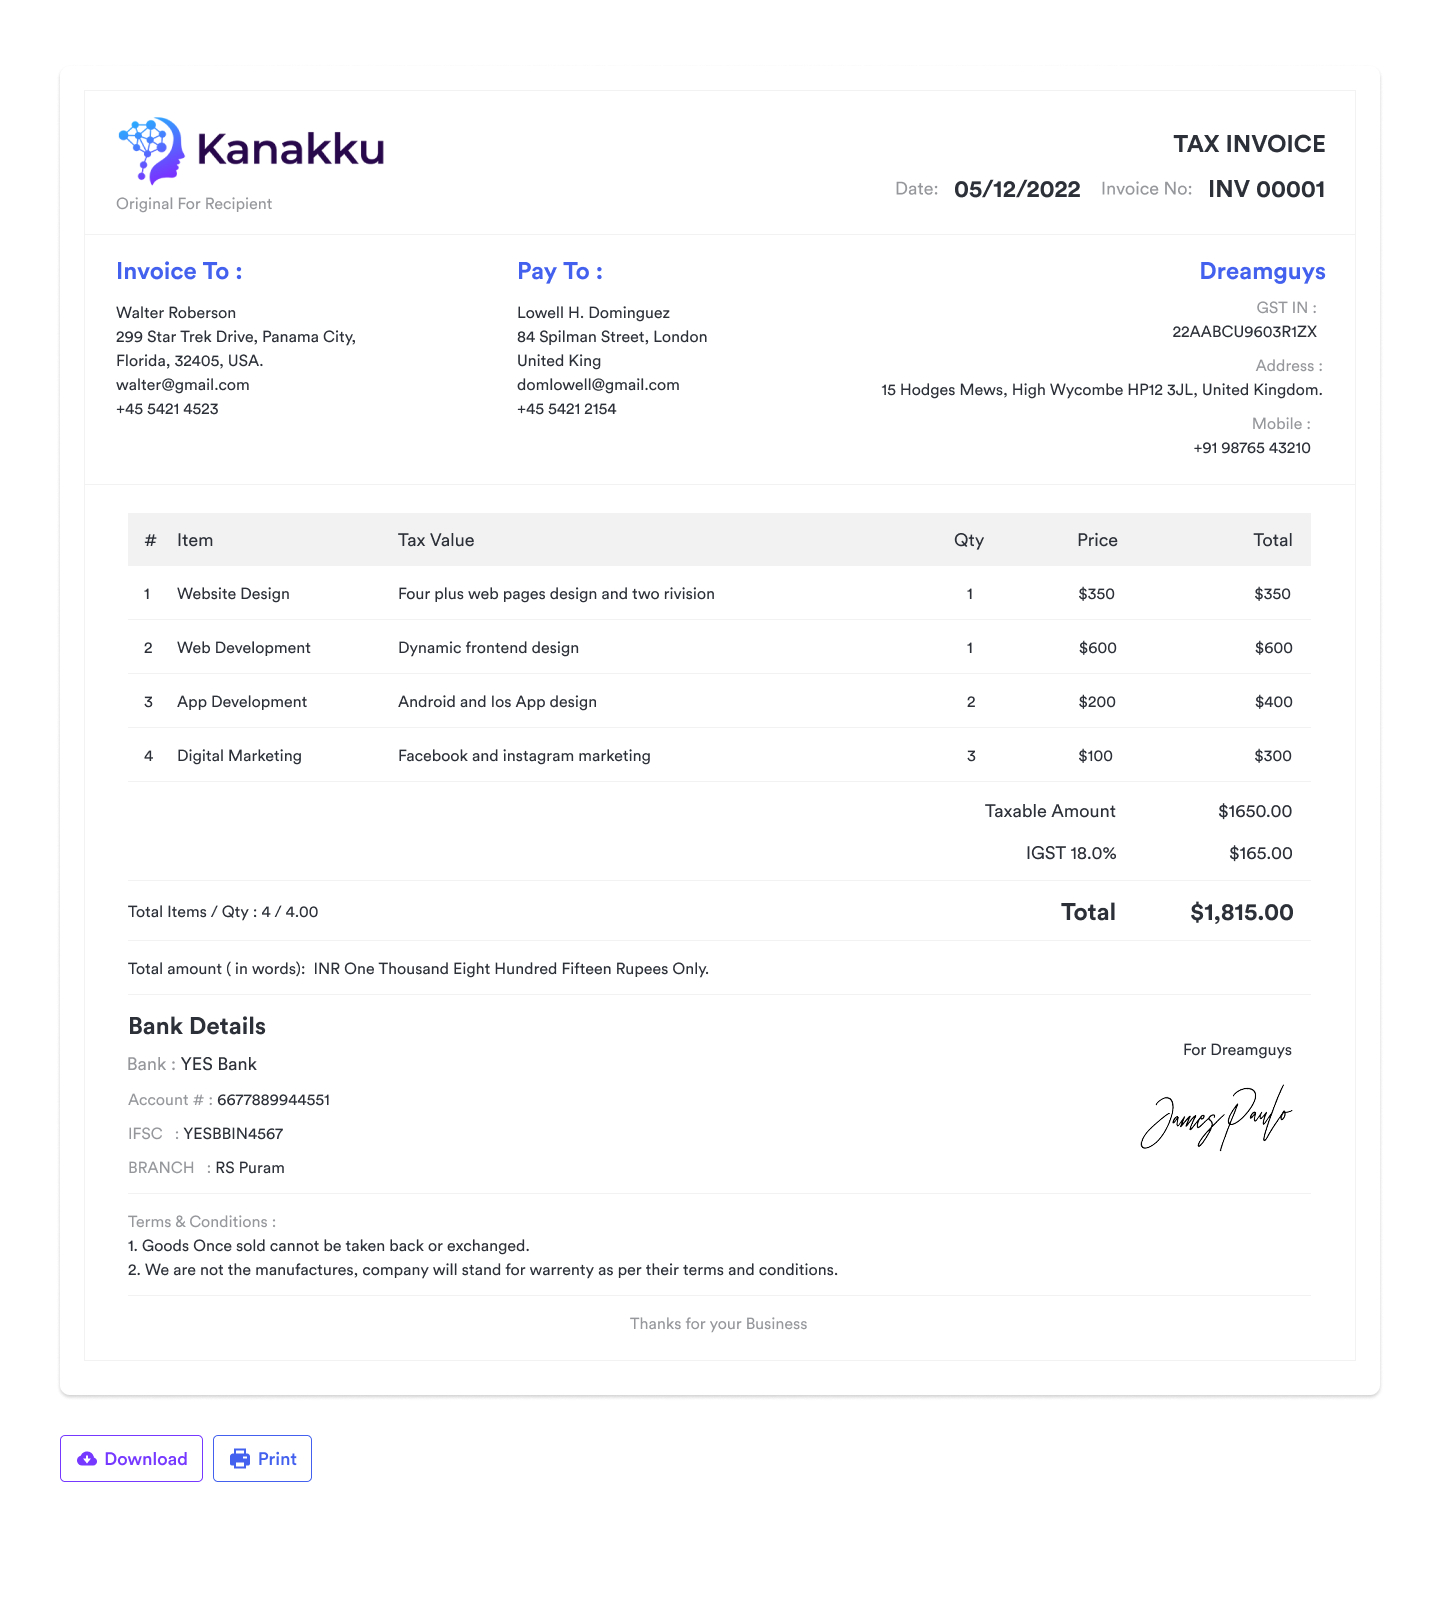 Kanakku
Original For Recipient
TAX INVOICE
Date: 05/12/2022 Invoice No: INV 00001
Invoice To :
Walter Roberson
299 Star Trek Drive, Panama City,
Florida, 32405, USA.
walter@gmail.com
+45 5421 4523
Pay To :
Lowell H. Dominguez
84 Spilman Street, London
United King
domlowell@gmail.com
+45 5421 2154
Dreamguys
GST IN :
22AABCU9603R1ZX
Address :
15 Hodges Mews, High Wycombe HP12 3JL, United Kingdom.
Mobile :
+91 98765 43210
# Item Tax Value Qty Price Total
1 Website Design Four plus web pages design and two rivision 1 $350 $350
2 Web Development Dynamic frontend design 1 $600 $600
3 App Development Android and Ios App design 2 $200 $400
4 Digital Marketing Facebook and instagram marketing 3 $100 $300
Taxable Amount $1650.00
IGST 18.0% $165.00
Total Items / Qty : 4 / 4.00 Total $1,815.00
Total amount ( in words): INR One Thousand Eight Hundred Fifteen Rupees Only.
Bank Details
Bank : YES Bank
Account # : 6677889944551
IFSC : YESBBIN4567
BRANCH : RS Puram
For Dreamguys
James Paulo
Terms & Conditions :
1. Goods Once sold cannot be taken back or exchanged.
2. We are not the manufactures, company will stand for warrenty as per their terms and conditions.
Thanks for your Business
Download
Print